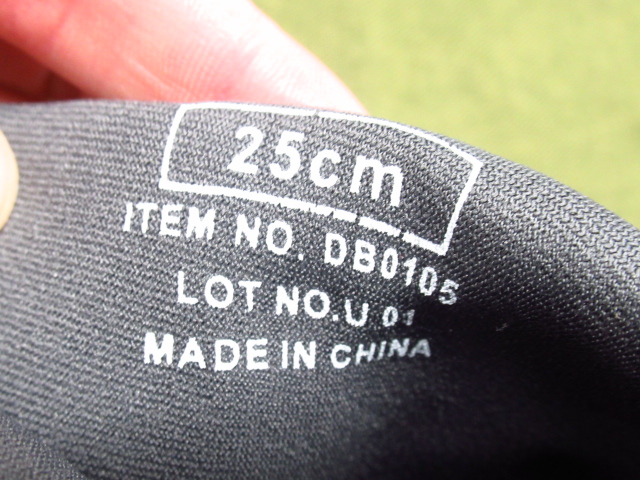 25cm
ITEM NO. DB0105
LOT NO.U 01
MADE IN CHINA